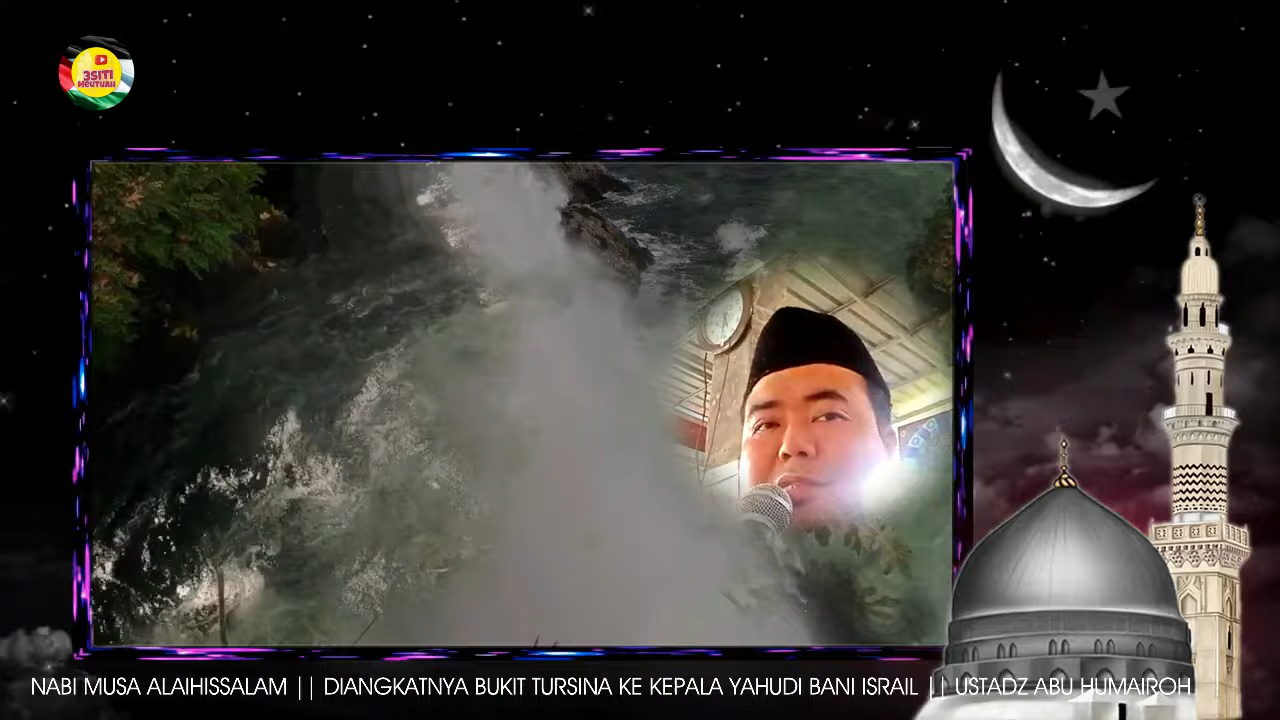 3SITI
MEUTUAH
NABI MUSA ALAIHISSALAM || DIANGKATNYA BUKIT TURSINA KE KEPALA YAHUDI BANI ISRAIL || USTADZ ABU HUMAIROH